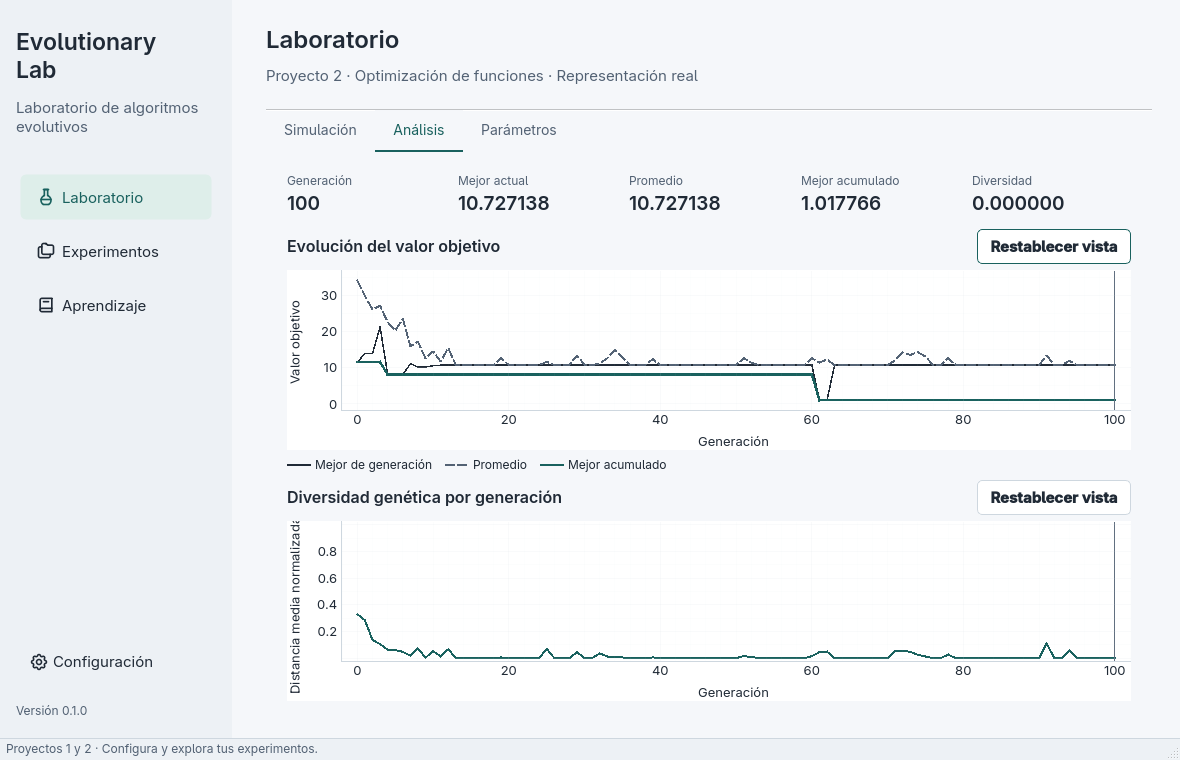 Evolutionary
Lab
Laboratorio de algoritmos
evolutivos
Laboratorio
Experimentos
Aprendizaje
Configuración
Versión 0.1.0
Laboratorio
Proyecto 2 · Optimización de funciones · Representación real
Simulación Análisis Parámetros
Generación Mejor actual Promedio Mejor acumulado Diversidad
100 10.727138 10.727138 1.017766 0.000000
Evolución del valor objetivo Restablecer vista
Valor objetivo
30
20
10
0
0 20 40 60 80 100
Generación
Mejor de generación Promedio Mejor acumulado
Diversidad genética por generación Restablecer vista
Distancia media normalizada
0.8
0.6
0.4
0.2
0 20 40 60 80 100
Generación
Proyectos 1 y 2 · Configura y explora tus experimentos.